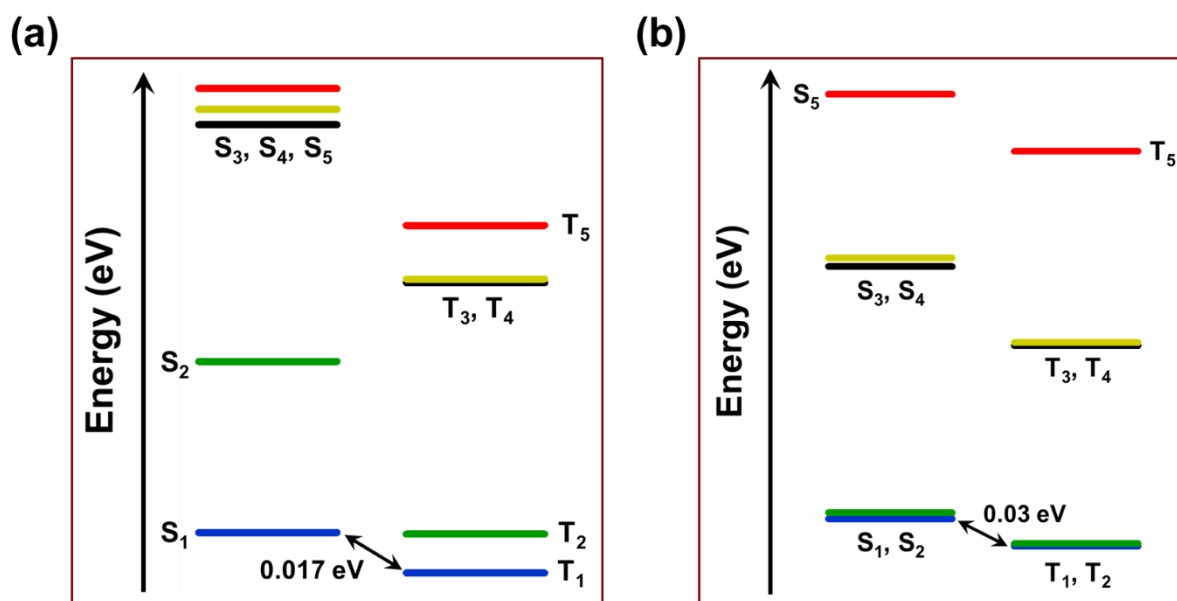 (a)
Energy (eV)
S₃, S₄, S₅
T₅
T₃, T₄
S₂
S₁
T₂
0.017 eV
T₁
(b)
Energy (eV)
S₅
T₅
S₃, S₄
T₃, T₄
0.03 eV
S₁, S₂
T₁, T₂